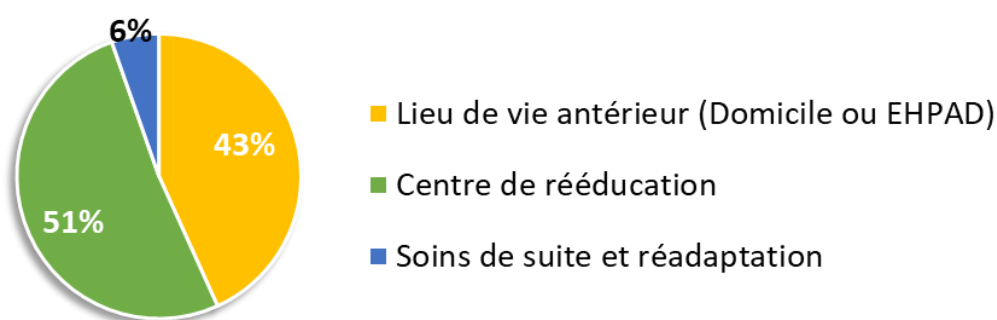 6%
43%
51%
Lieu de vie antérieur (Domicile ou EHPAD)
Centre de rééducation
Soins de suite et réadaptation